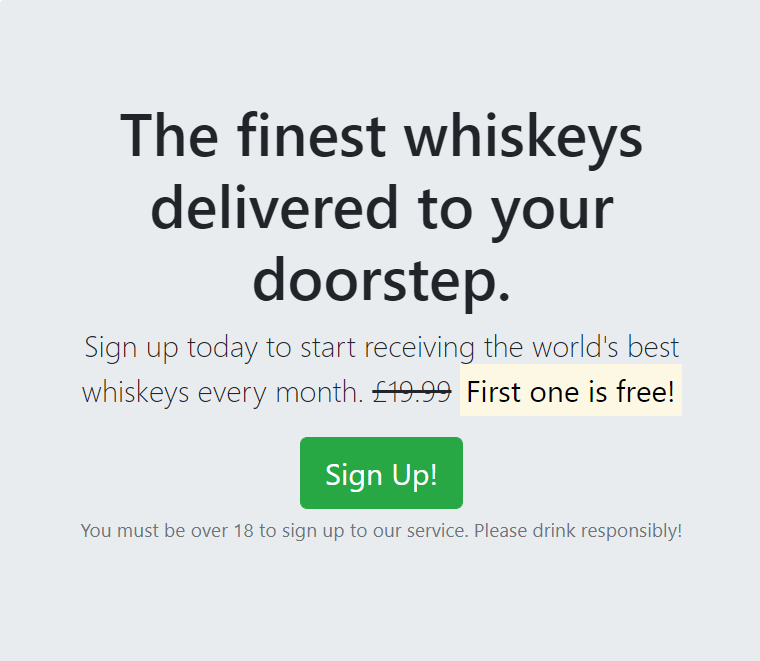 The finest whiskeys
delivered to your
doorstep.
Sign up today to start receiving the world's best
whiskeys every month. £19.99 First one is free!
Sign Up!
You must be over 18 to sign up to our service. Please drink responsibly!